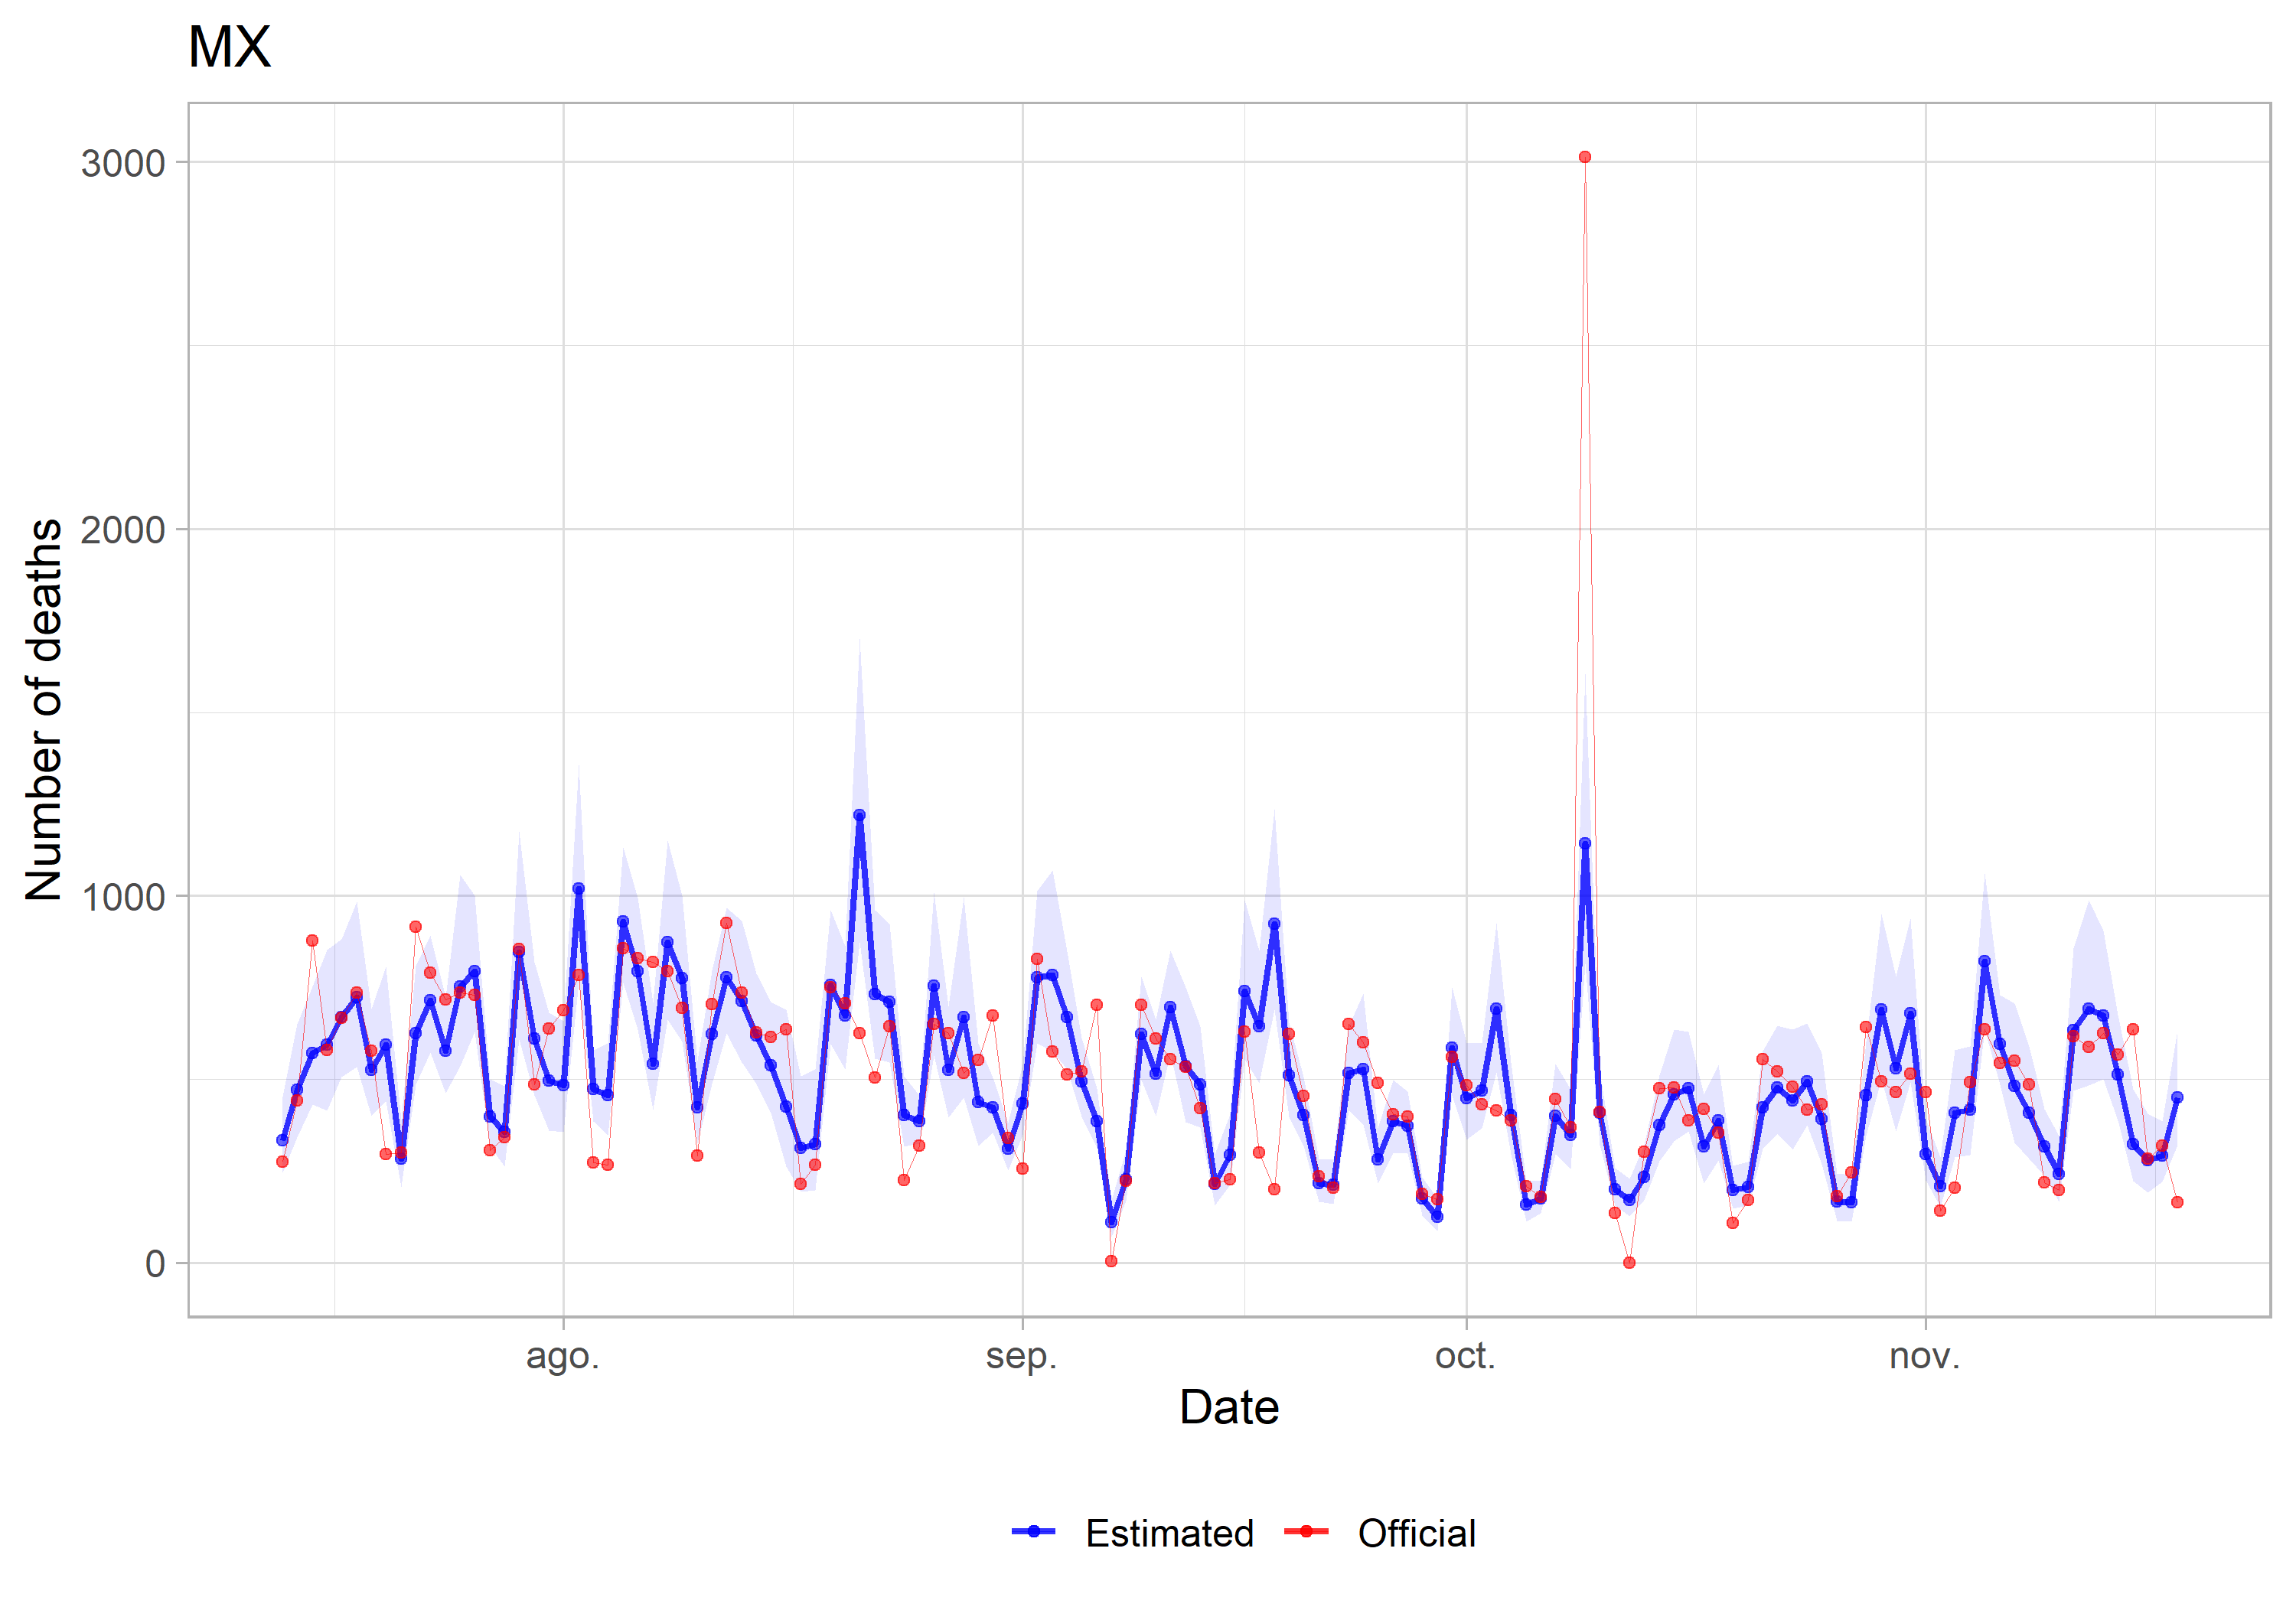 MX
Number of deaths
3000
2000
1000
0
ago.
sep.
oct.
nov.
Date
Estimated
Official